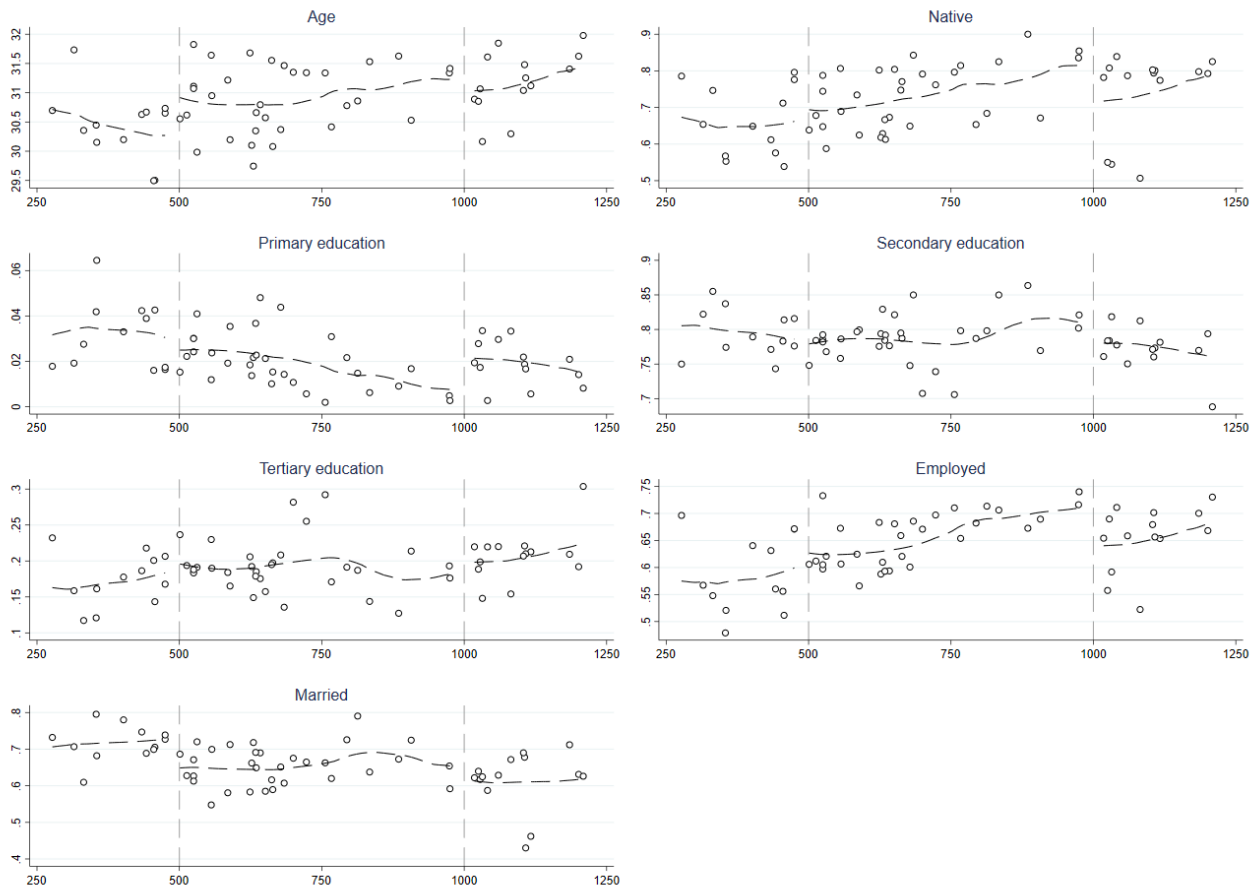 Age
32
31.5
31
30.5
30
29.5
250 500 750 1000 1250
Native
.9
.8
.7
.6
.5
250 500 750 1000 1250
Primary education
.06
.04
.02
0
250 500 750 1000 1250
Secondary education
.9
.85
.8
.75
.7
250 500 750 1000 1250
Tertiary education
.3
.25
.2
.15
.1
250 500 750 1000 1250
Employed
.75
.7
.65
.6
.55
.5
250 500 750 1000 1250
Married
.8
.7
.6
.5
.4
250 500 750 1000 1250